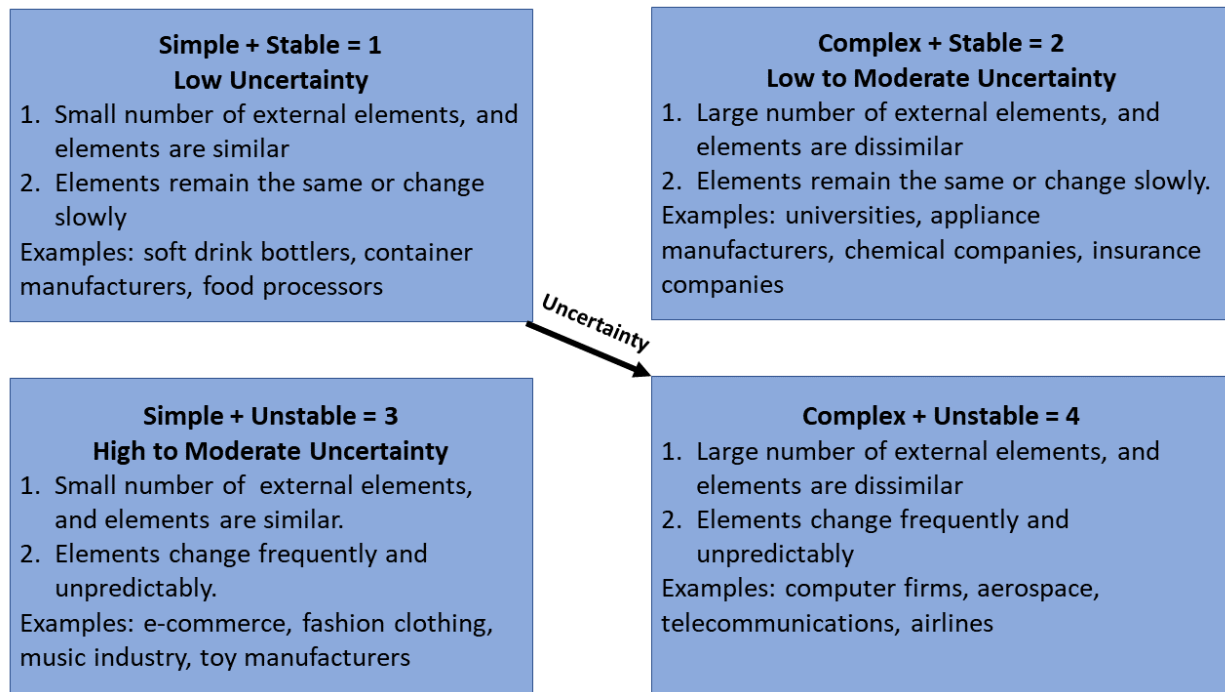 Simple + Stable = 1
Low Uncertainty
1. Small number of external elements, and
elements are similar
2. Elements remain the same or change
slowly
Examples: soft drink bottlers, container
manufacturers, food processors
Complex + Stable = 2
Low to Moderate Uncertainty
1. Large number of external elements, and
elements are dissimilar
2. Elements remain the same or change slowly.
Examples: universities, appliance
manufacturers, chemical companies, insurance
companies
Uncertainty
Simple + Unstable = 3
High to Moderate Uncertainty
1. Small number of external elements,
and elements are similar.
2. Elements change frequently and
unpredictably.
Examples: e-commerce, fashion clothing,
music industry, toy manufacturers
Complex + Unstable = 4
1. Large number of external elements, and
elements are dissimilar
2. Elements change frequently and
unpredictably
Examples: computer firms, aerospace,
telecommunications, airlines